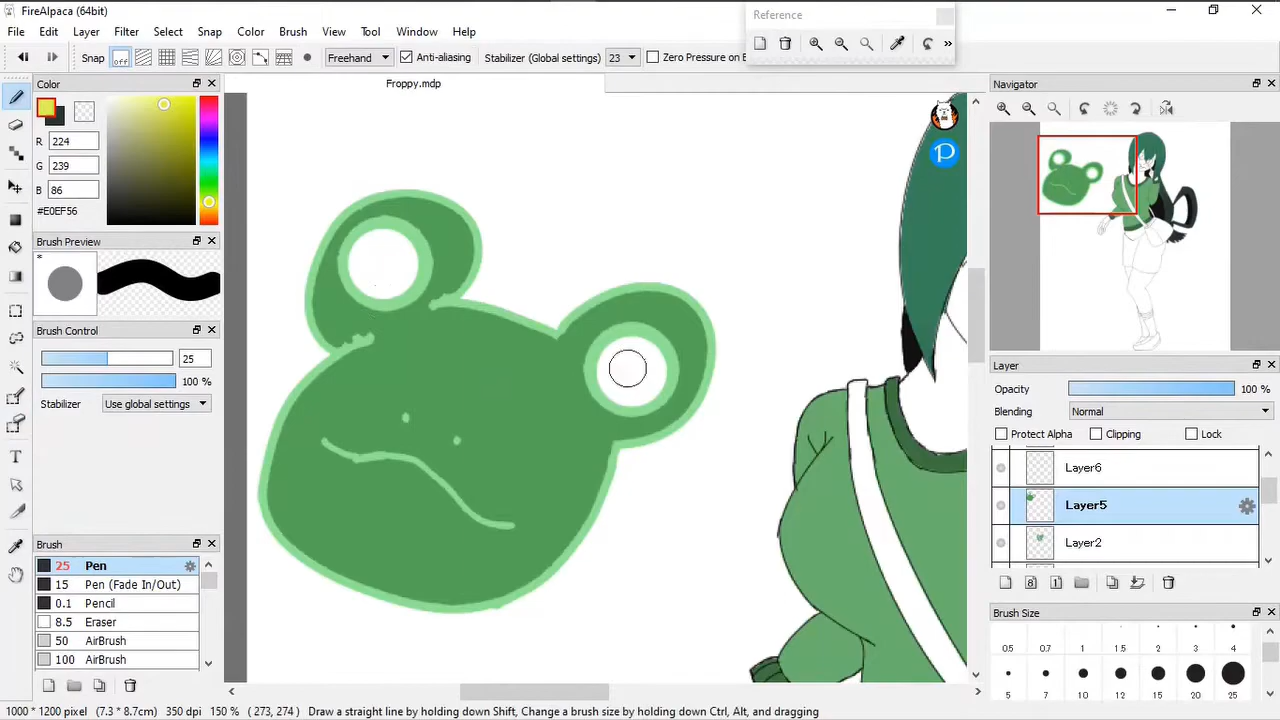 FireAlpaca (64bit)
File Edit Layer Filter Select Snap Color Brush View Tool Window Help
Reference
Snap off Freehand Anti-aliasing Stabilizer (Global settings) 23 Zero Pressure on E
Color
Froppy.mdp
Navigator
R 224
G 239
B 86
#E0EF56
Brush Preview
*
Brush Control
25
100 %
Stabilizer Use global settings
Layer
Opacity 100 %
Blending Normal
Protect Alpha Clipping Lock
Layer6
Layer5
Layer2
Brush
25 Pen
15 Pen (Fade In/Out)
0.1 Pencil
8.5 Eraser
50 AirBrush
100 AirBrush
8 1
Brush Size
0.5 0.7 1 1.5 2 3 4
5 7 10 12 15 20 25
1000 * 1200 pixel (7.3 * 8.7cm) 350 dpi 150 % ( 273, 274 ) Draw a straight line by holding down Shift, Change a brush size by holding down Ctrl, Alt, and dragging